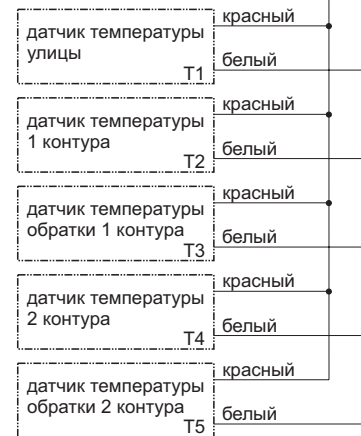 красный
датчик температуры
улицы
белый
T1
красный
датчик температуры
1 контура
белый
T2
красный
датчик температуры
обратки 1 контура
белый
T3
красный
датчик температуры
2 контура
белый
T4
красный
датчик температуры
обратки 2 контура
белый
T5